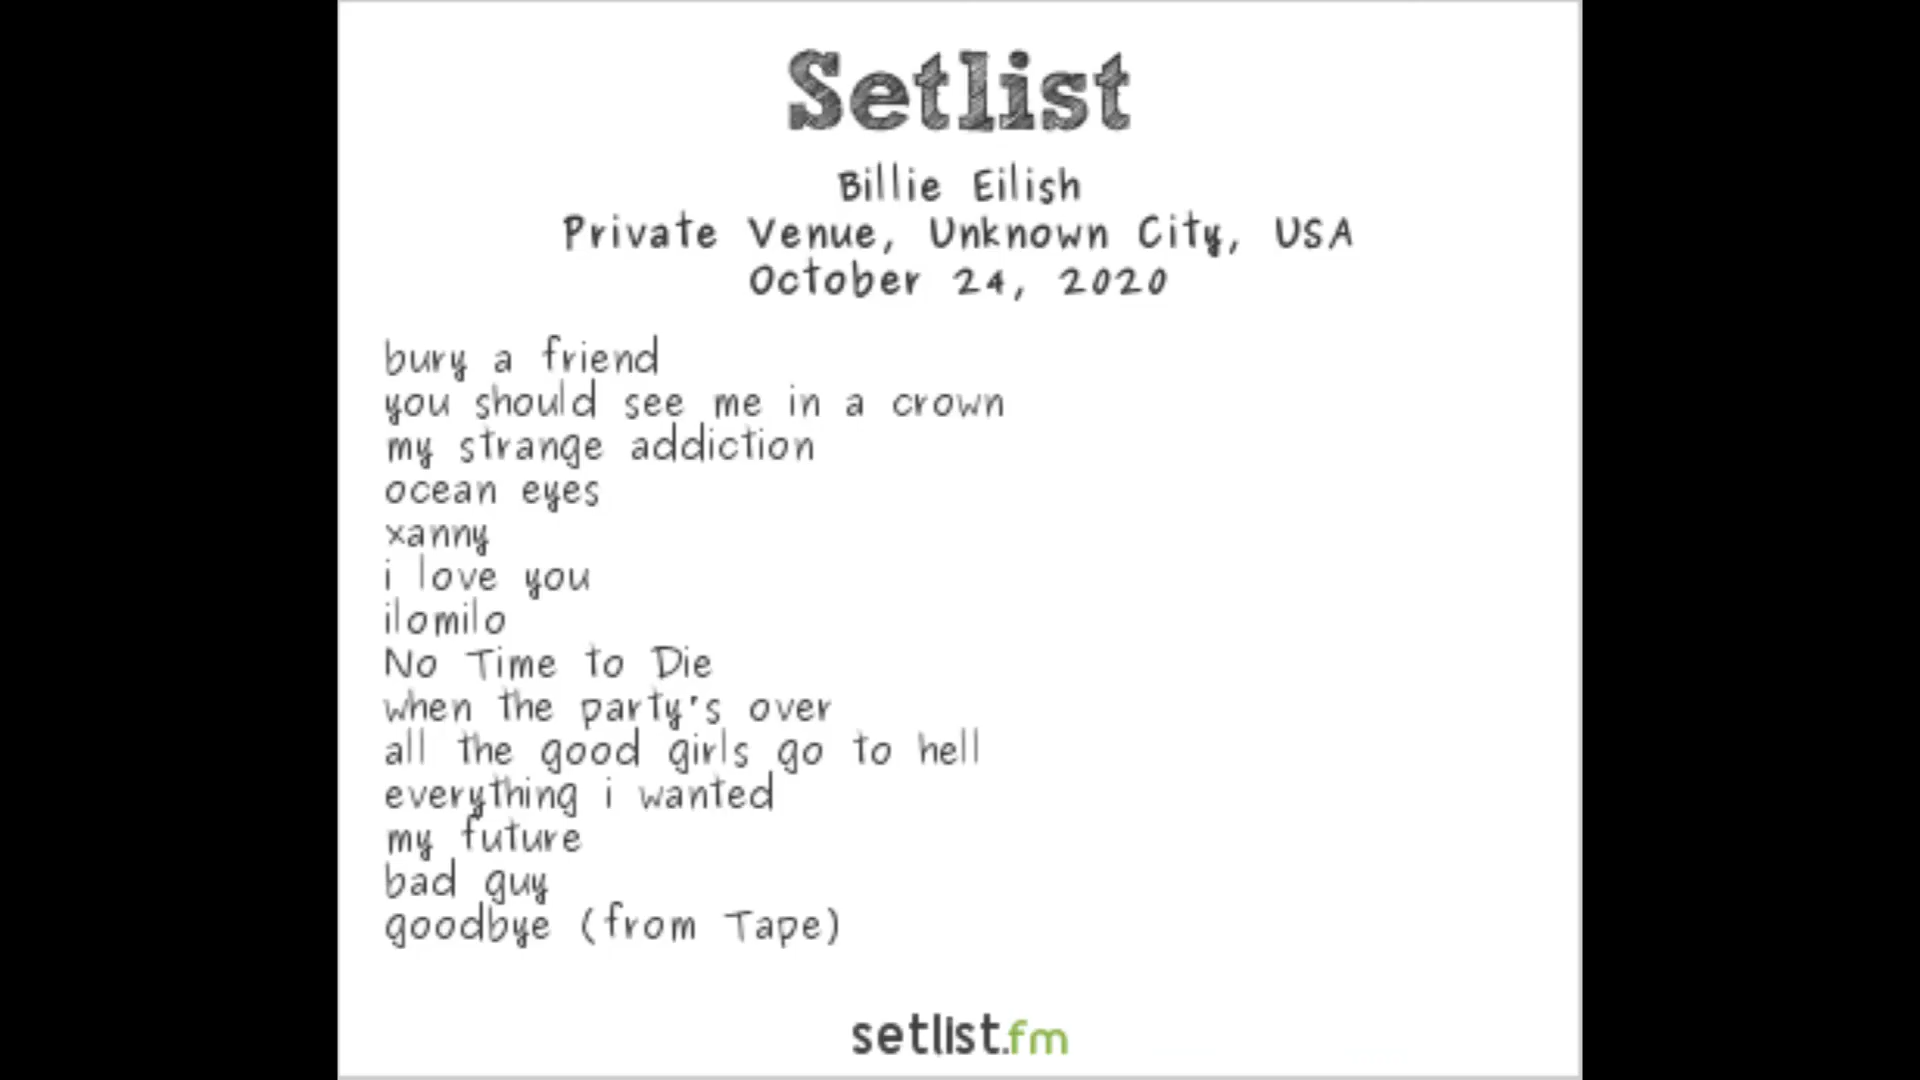 Setlist
Billie Eilish
Private Venue, Unknown City, USA
October 24, 2020
bury a friend
you should see me in a crown
my strange addiction
ocean eyes
xanny
i love you
ilomilo
No Time to Die
when the party's over
all the good girls go to hell
everything i wanted
my future
bad guy
goodbye (from Tape)
setlist.fm